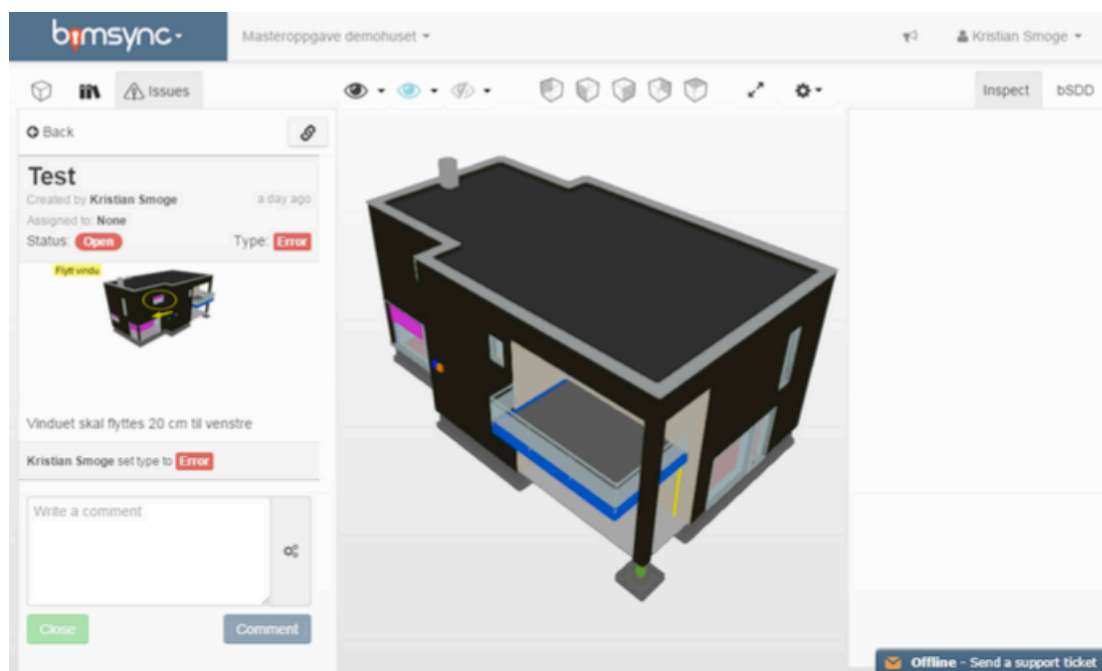 bimsync
Masteroppgave demohuset
Kristian Smoge
Issues
Inspect
bSDD
Back
Test
Created by Kristian Smoge
a day ago
Assigned to: None
Status: Open
Type: Error
Flytt vindu
Vinduet skal flyttes 20 cm til venstre
Kristian Smoge set type to Error
Write a comment
Close
Comment
Offline - Send a support ticket